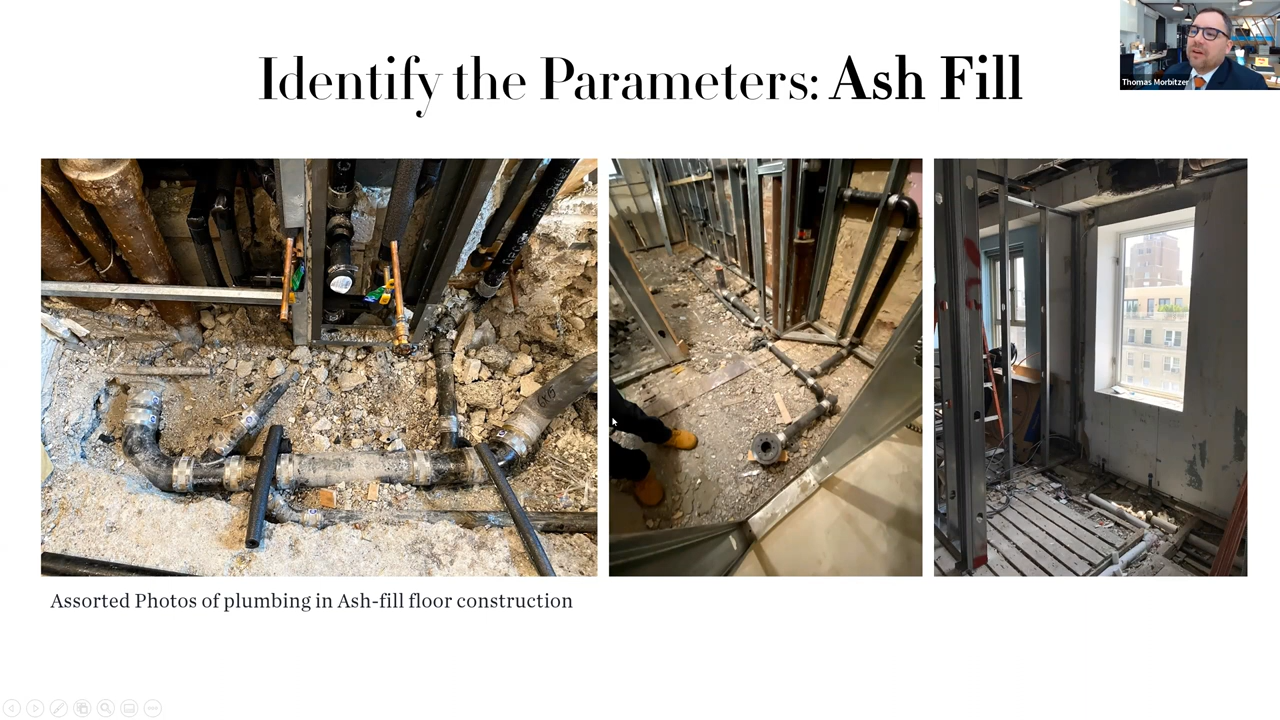 Identify the Parameters: Ash Fill
Thomas Morbitzer
Assorted Photos of plumbing in Ash-fill floor construction